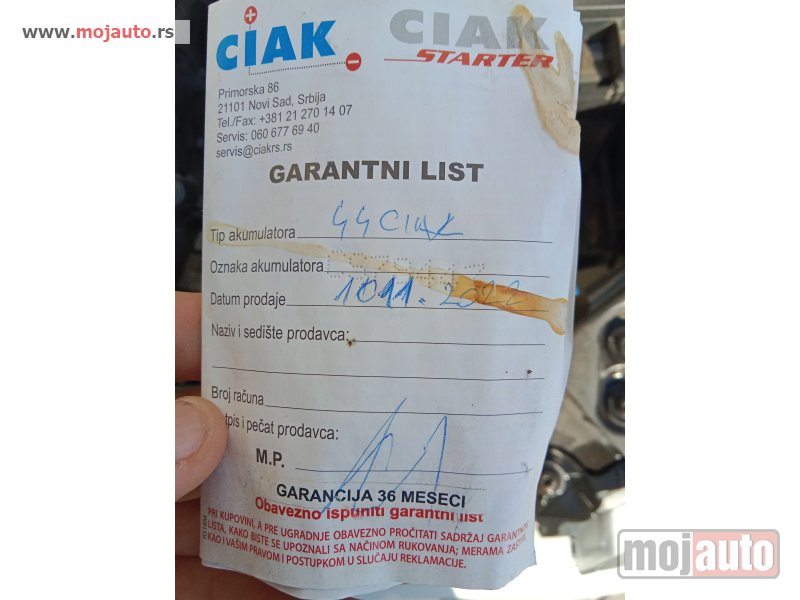 www.mojauto.rs
CIAK
CIAK
STARTER
Primorska 86
21101 Novi Sad, Srbija
Tel./Fax: +381 21 270 14 07
Servis: 060 677 69 40
servis@ciakrs.rs
GARANTNI LIST
Tip akumulatora 44 CIAK
Oznaka akumulatora
Datum prodaje 10 11. 2022
Naziv i sedište prodavca:
Broj računa
i pečat prodavca:
M.P.
GARANCIJA 36 MESECI
Obavezno ispuniti garantni list
PRI KUPOVINI, A PRE UGRADNJE OBAVEZNO PROČITATI SADRŽAJ GARANTNOG
LISTA, KAKO BISTE SE UPOZNALI SA NAČINOM RUKOVANJA; MERAMA
KAO I VAŠIM PRAVOM I POSTUPKOM U SLUČAJU REKLAMACIJE.
mojauto